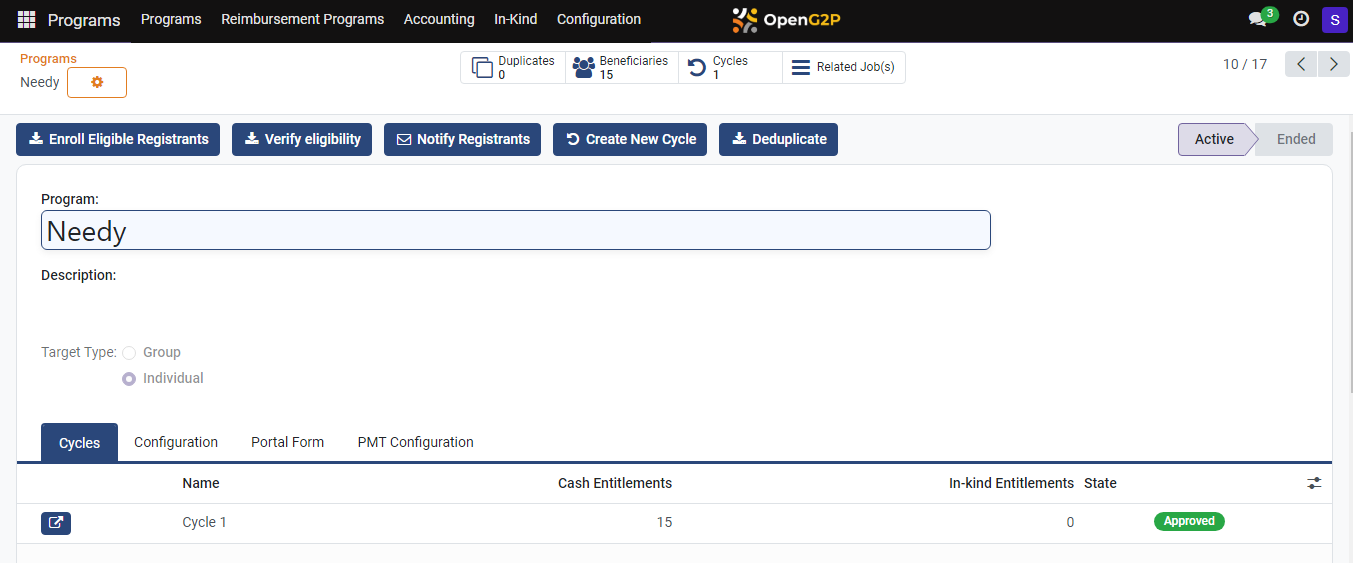 Programs Programs Reimbursement Programs Accounting In-Kind Configuration OpenG2P 3 S
Programs
Needy
Duplicates 0 Beneficiaries 15 Cycles 1 Related Job(s) 10 / 17
Enroll Eligible Registrants Verify eligibility Notify Registrants Create New Cycle Deduplicate Active Ended
Program:
Needy
Description:
Target Type: Group
Individual
Cycles Configuration Portal Form PMT Configuration
Name Cash Entitlements In-kind Entitlements State
Cycle 1 15 0 Approved